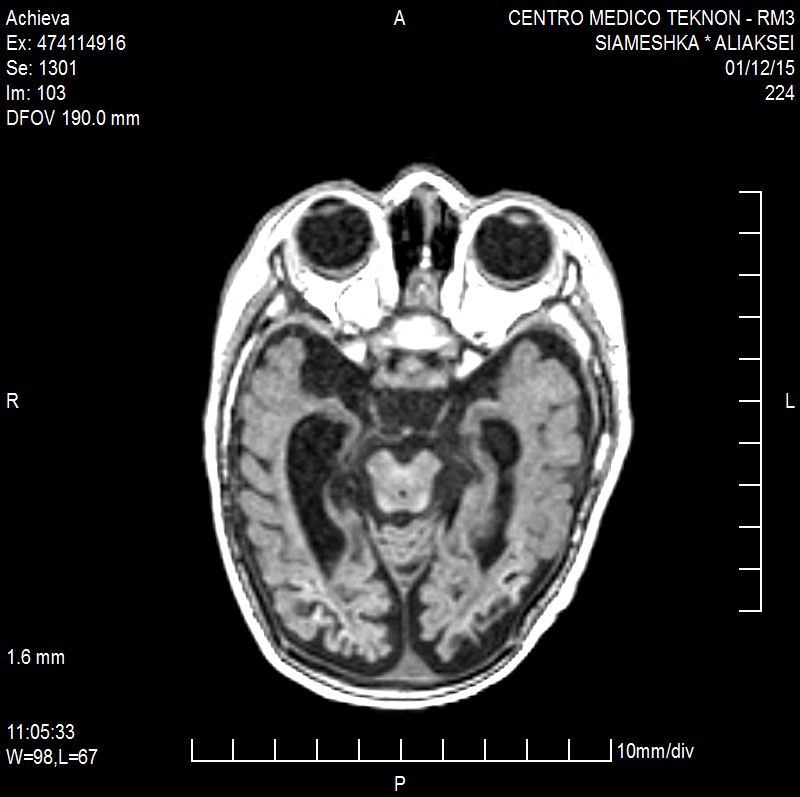 Achieva
Ex: 474114916
Se: 1301
Im: 103
DFOV 190.0 mm
A
CENTRO MEDICO TEKNON - RM3
SIAMESHKA * ALIAKSEI
01/12/15
224
R
L
1.6 mm
11:05:33
W=98,L=67
10mm/div
P